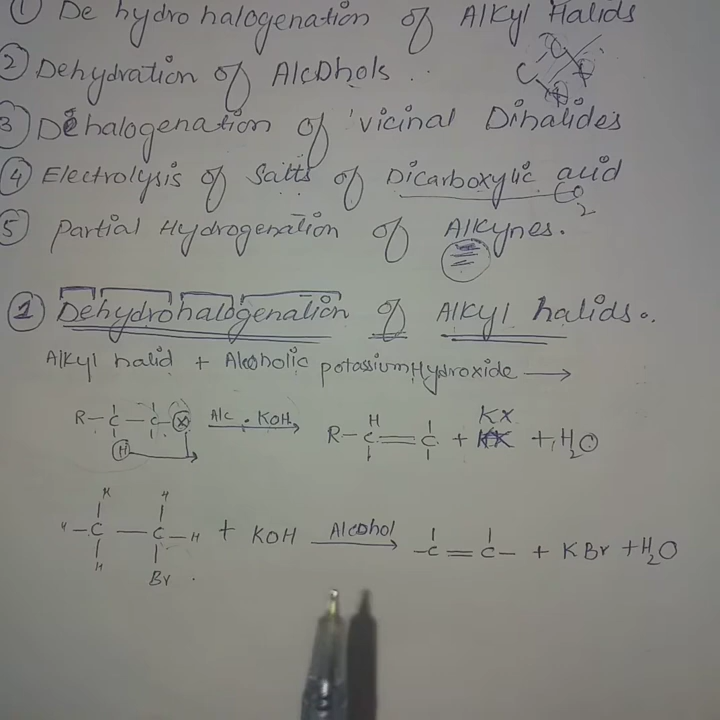 ① De hydro halogenation of Alkyl Halids
② Dehydration of Alcohols ..
③ Dehalogenation of vicinal Dihalides
④ Electrolysis of Salts of Dicarboxylic acid
CO2
⑤ Partial Hydrogenation of Alkynes.
① Dehydrohalogenation of Alkyl halids..
Alkyl halid + Alcoholic potassium Hydroxide ⟶
R-C-C-X Alc. KOH → R-C=C + KX + H2O
H H
H H
H-C-C-H + KOH Alcohol → -C=C- + KBr + H2O
H Br